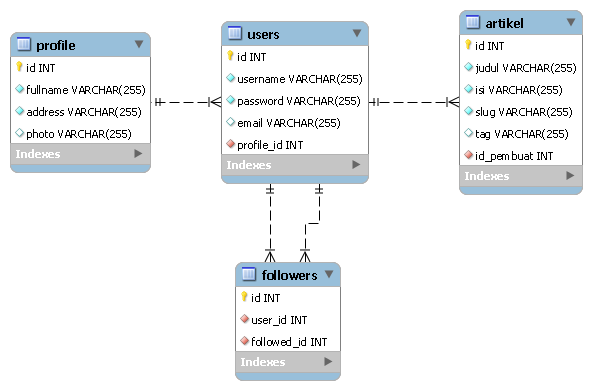 profile
id INT
fullname VARCHAR(255)
address VARCHAR(255)
photo VARCHAR(255)
Indexes
users
id INT
username VARCHAR(255)
password VARCHAR(255)
email VARCHAR(255)
profile_id INT
Indexes
artikel
id INT
judul VARCHAR(255)
isi VARCHAR(255)
slug VARCHAR(255)
tag VARCHAR(255)
id_pembuat INT
Indexes
followers
id INT
user_id INT
followed_id INT
Indexes